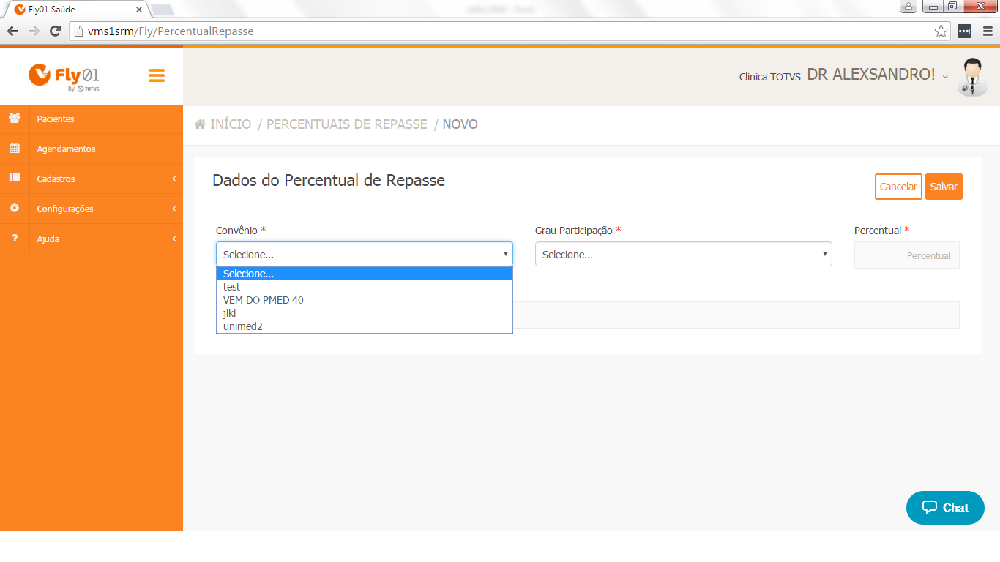 Fly01 Saúde
vms1srm/Fly/PercentualRepasse
Fly01
by TOTVS
Clinica TOTVS DR ALEXSANDRO!
Pacientes
Agendamentos
Cadastros
Configurações
Ajuda
INÍCIO / PERCENTUAIS DE REPASSE / NOVO
Dados do Percentual de Repasse
Cancelar Salvar
Convênio * Grau Participação * Percentual *
Selecione... Selecione... Percentual
Selecione...
test
VEM DO PMED 40
jlkl
unimed2
Chat